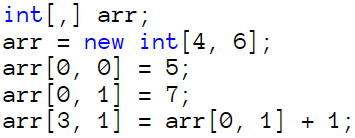 int[,] arr;
arr = new int[4, 6];
arr[0, 0] = 5;
arr[0, 1] = 7;
arr[3, 1] = arr[0, 1] + 1;